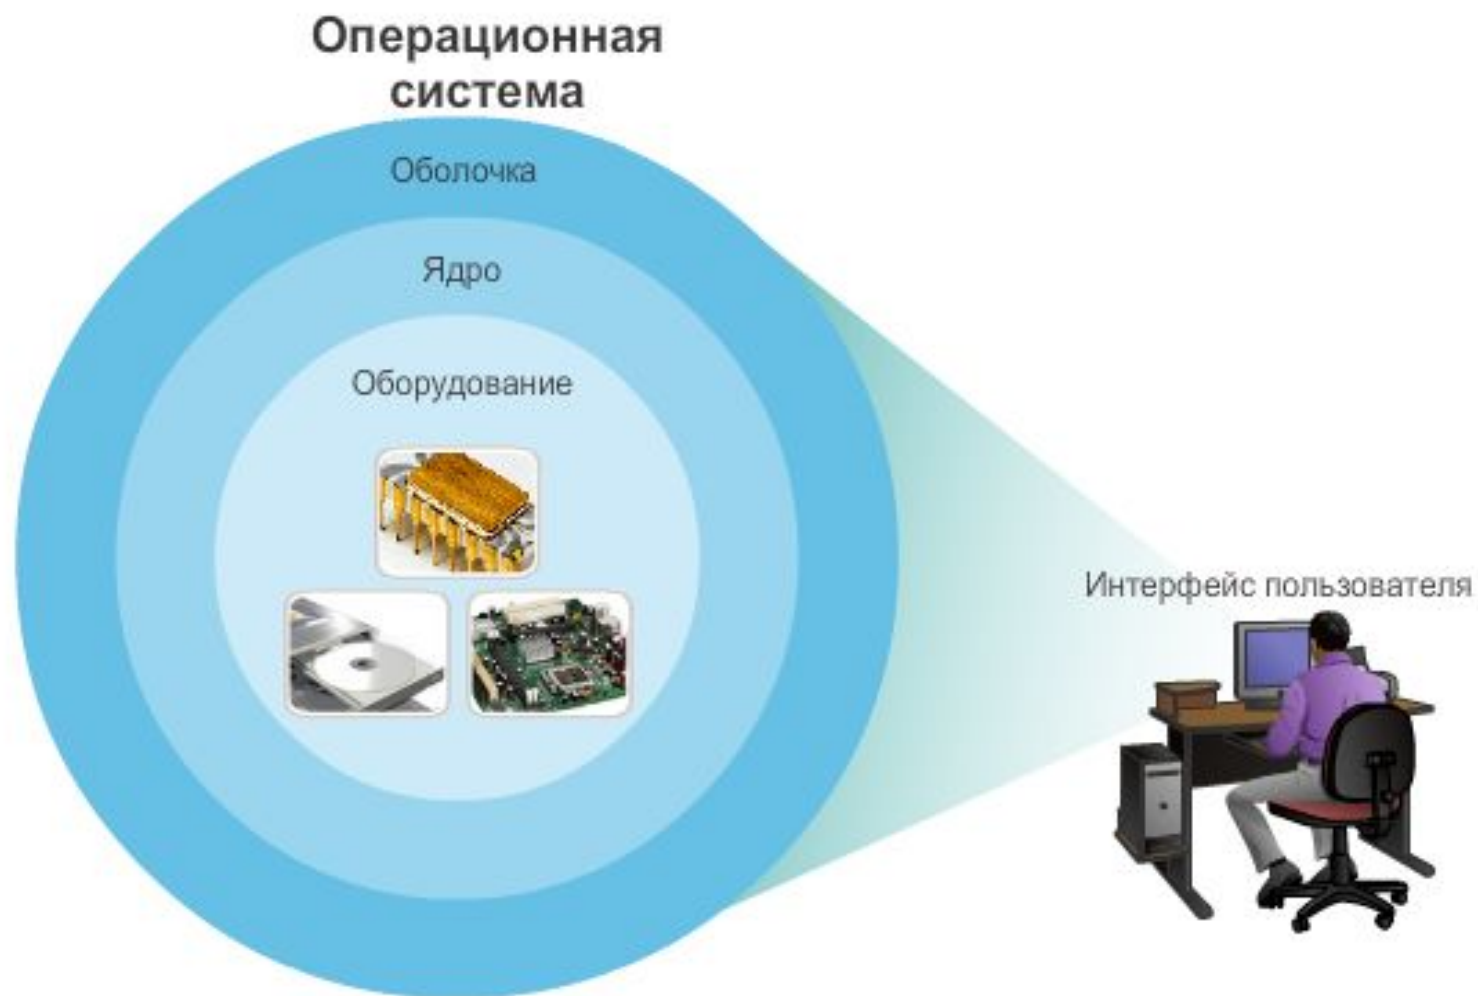 Операционная
система
Оболочка
Ядро
Оборудование
Интерфейс пользователя